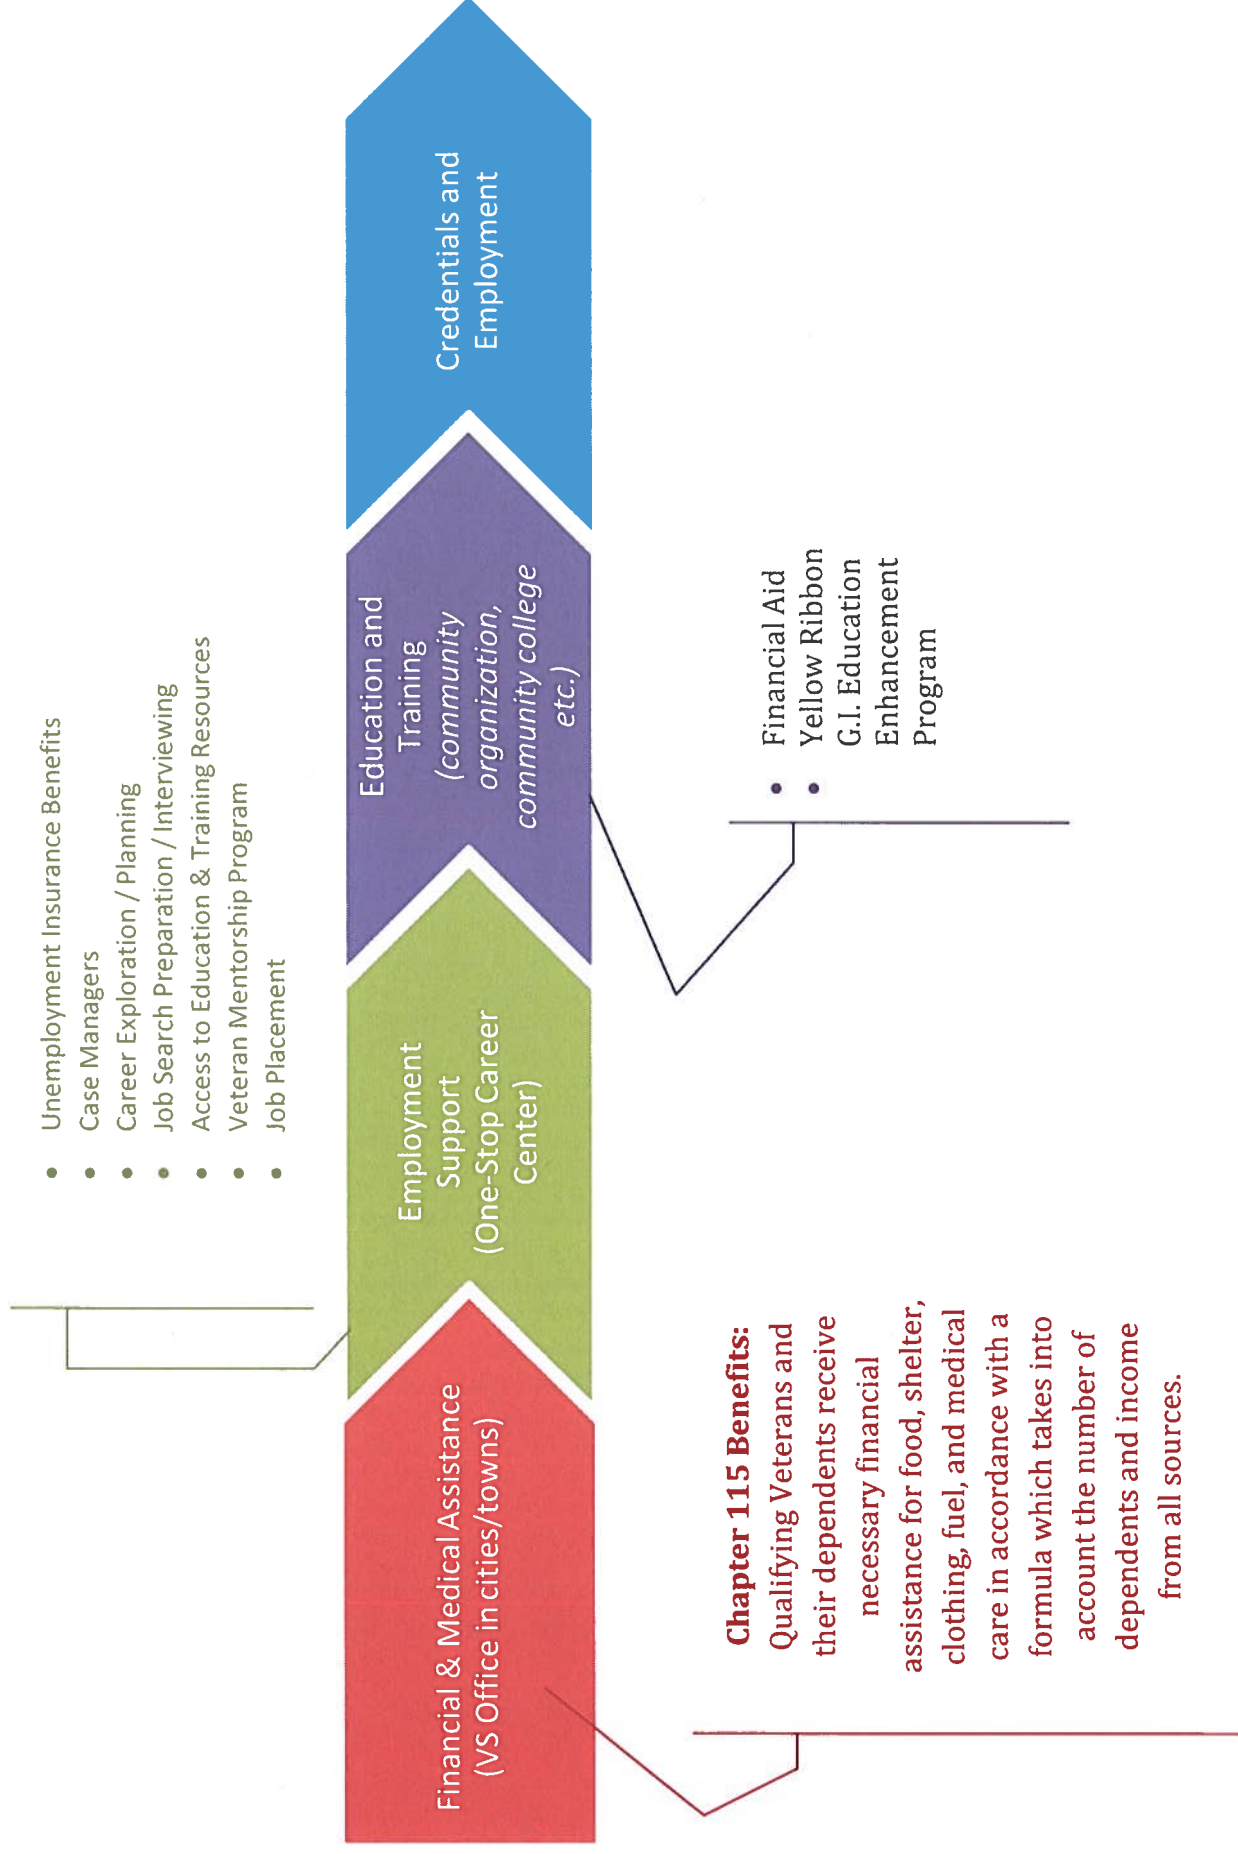 Unemployment Insurance Benefits
Case Managers
Career Exploration / Planning
Job Search Preparation / Interviewing
Access to Education & Training Resources
Veteran Mentorship Program
Job Placement
Financial & Medical Assistance
(VS Office in cities/towns)
Employment
Support
(One-Stop Career
Center)
Education and
Training
(community
organization,
community college
etc.)
Credentials and
Employment
Chapter 115 Benefits:
Qualifying Veterans and
their dependents receive
necessary financial
assistance for food, shelter,
clothing, fuel, and medical
care in accordance with a
formula which takes into
account the number of
dependents and income
from all sources.
Financial Aid
Yellow Ribbon
G.I. Education
Enhancement
Program